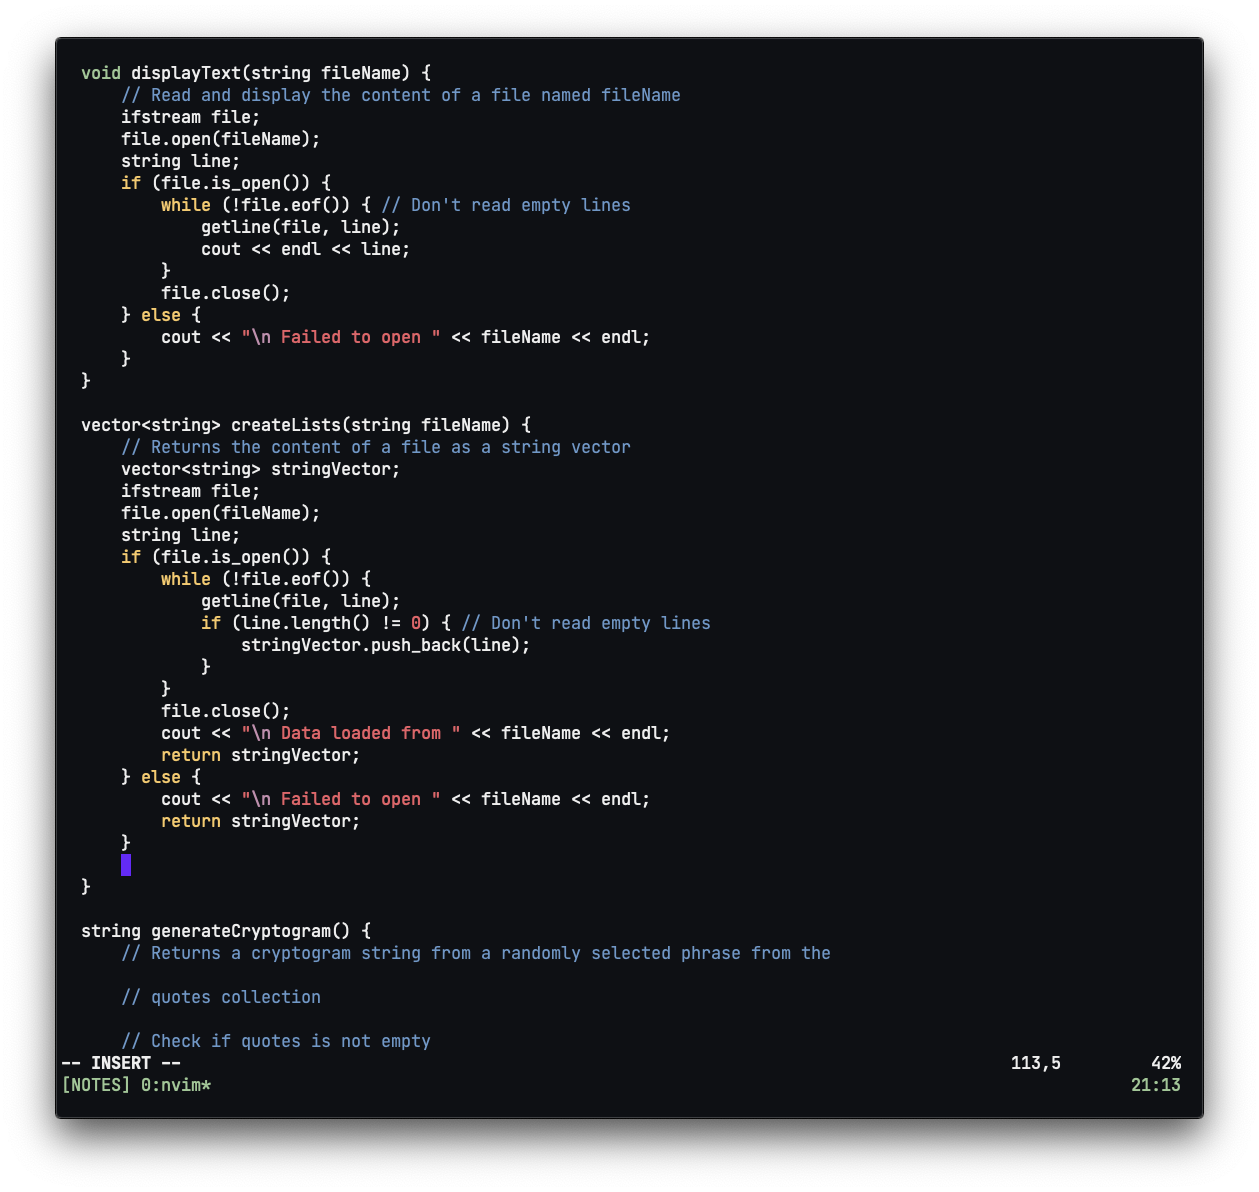 void displayText(string fileName) {
    // Read and display the content of a file named fileName
    ifstream file;
    file.open(fileName);
    string line;
    if (file.is_open()) {
        while (!file.eof()) { // Don't read empty lines
            getline(file, line);
            cout << endl << line;
        }
        file.close();
    } else {
        cout << "\n Failed to open " << fileName << endl;
    }
}

vector<string> createLists(string fileName) {
    // Returns the content of a file as a string vector
    vector<string> stringVector;
    ifstream file;
    file.open(fileName);
    string line;
    if (file.is_open()) {
        while (!file.eof()) {
            getline(file, line);
            if (line.length() != 0) { // Don't read empty lines
                stringVector.push_back(line);
            }
        }
        file.close();
        cout << "\n Data loaded from " << fileName << endl;
        return stringVector;
    } else {
        cout << "\n Failed to open " << fileName << endl;
        return stringVector;
    }

}

string generateCryptogram() {
    // Returns a cryptogram string from a randomly selected phrase from the

    // quotes collection

    // Check if quotes is not empty
-- INSERT -- 113,5 42%
[NOTES] 0:nvim* 21:13